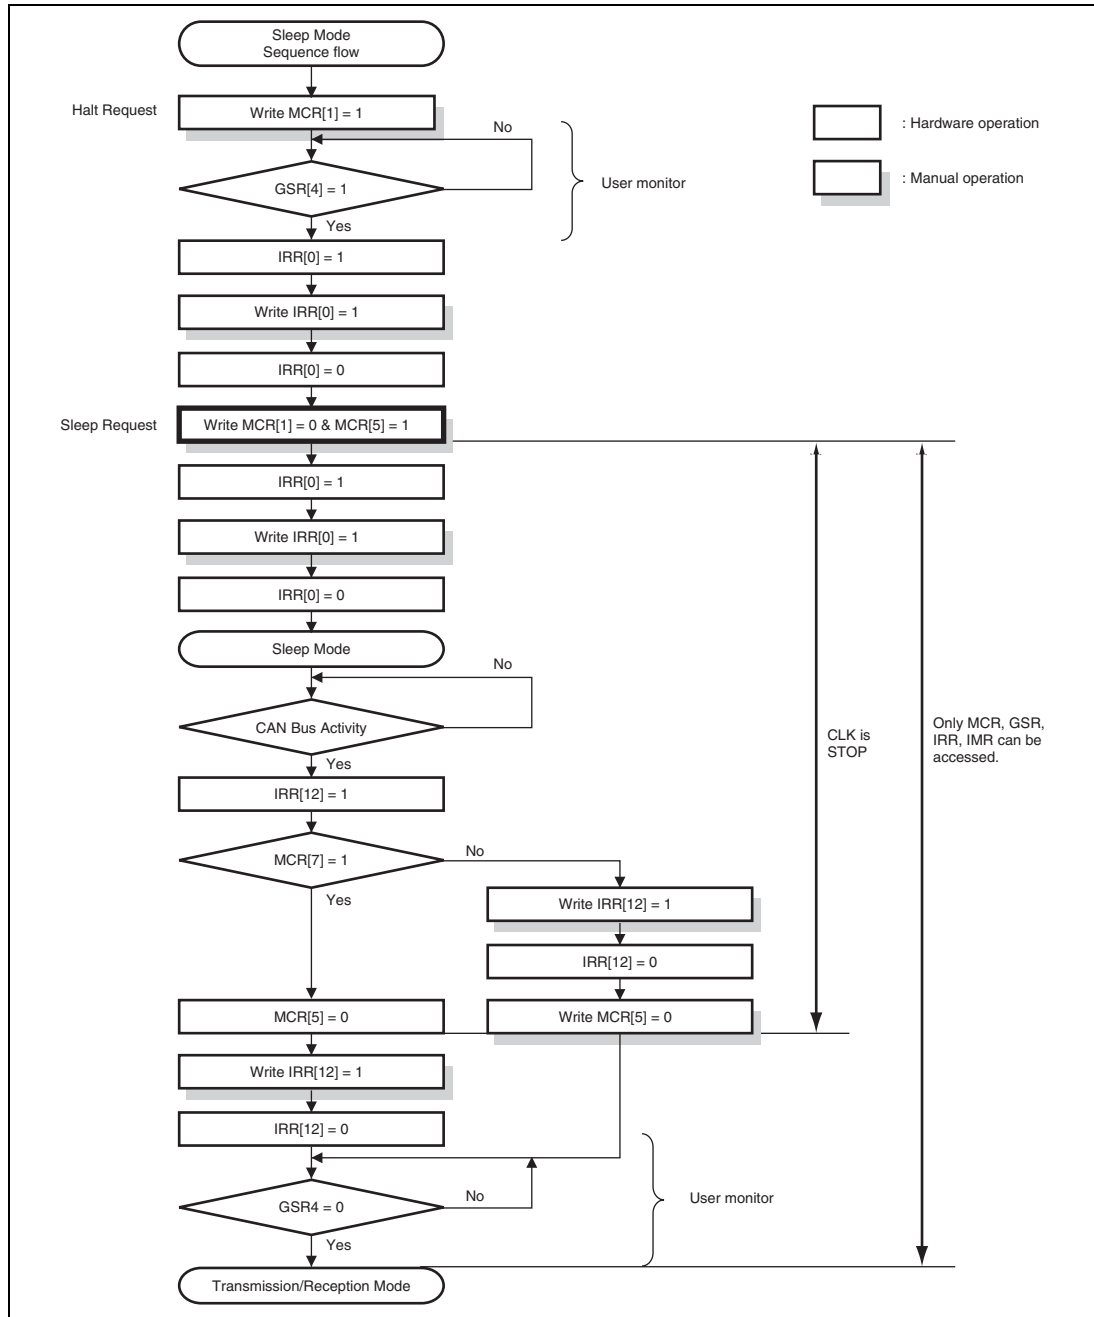 Sleep Mode
Sequence flow
Halt Request
Write MCR[1] = 1
: Hardware operation
No
GSR[4] = 1
User monitor
: Manual operation
Yes
IRR[0] = 1
Write IRR[0] = 1
IRR[0] = 0
Sleep Request
Write MCR[1] = 0 & MCR[5] = 1
IRR[0] = 1
Write IRR[0] = 1
IRR[0] = 0
Sleep Mode
No
CAN Bus Activity
CLK is
STOP
Only MCR, GSR,
IRR, IMR can be
accessed.
Yes
IRR[12] = 1
MCR[7] = 1
No
Yes
Write IRR[12] = 1
IRR[12] = 0
MCR[5] = 0
Write MCR[5] = 0
Write IRR[12] = 1
IRR[12] = 0
GSR4 = 0
No
User monitor
Yes
Transmission/Reception Mode